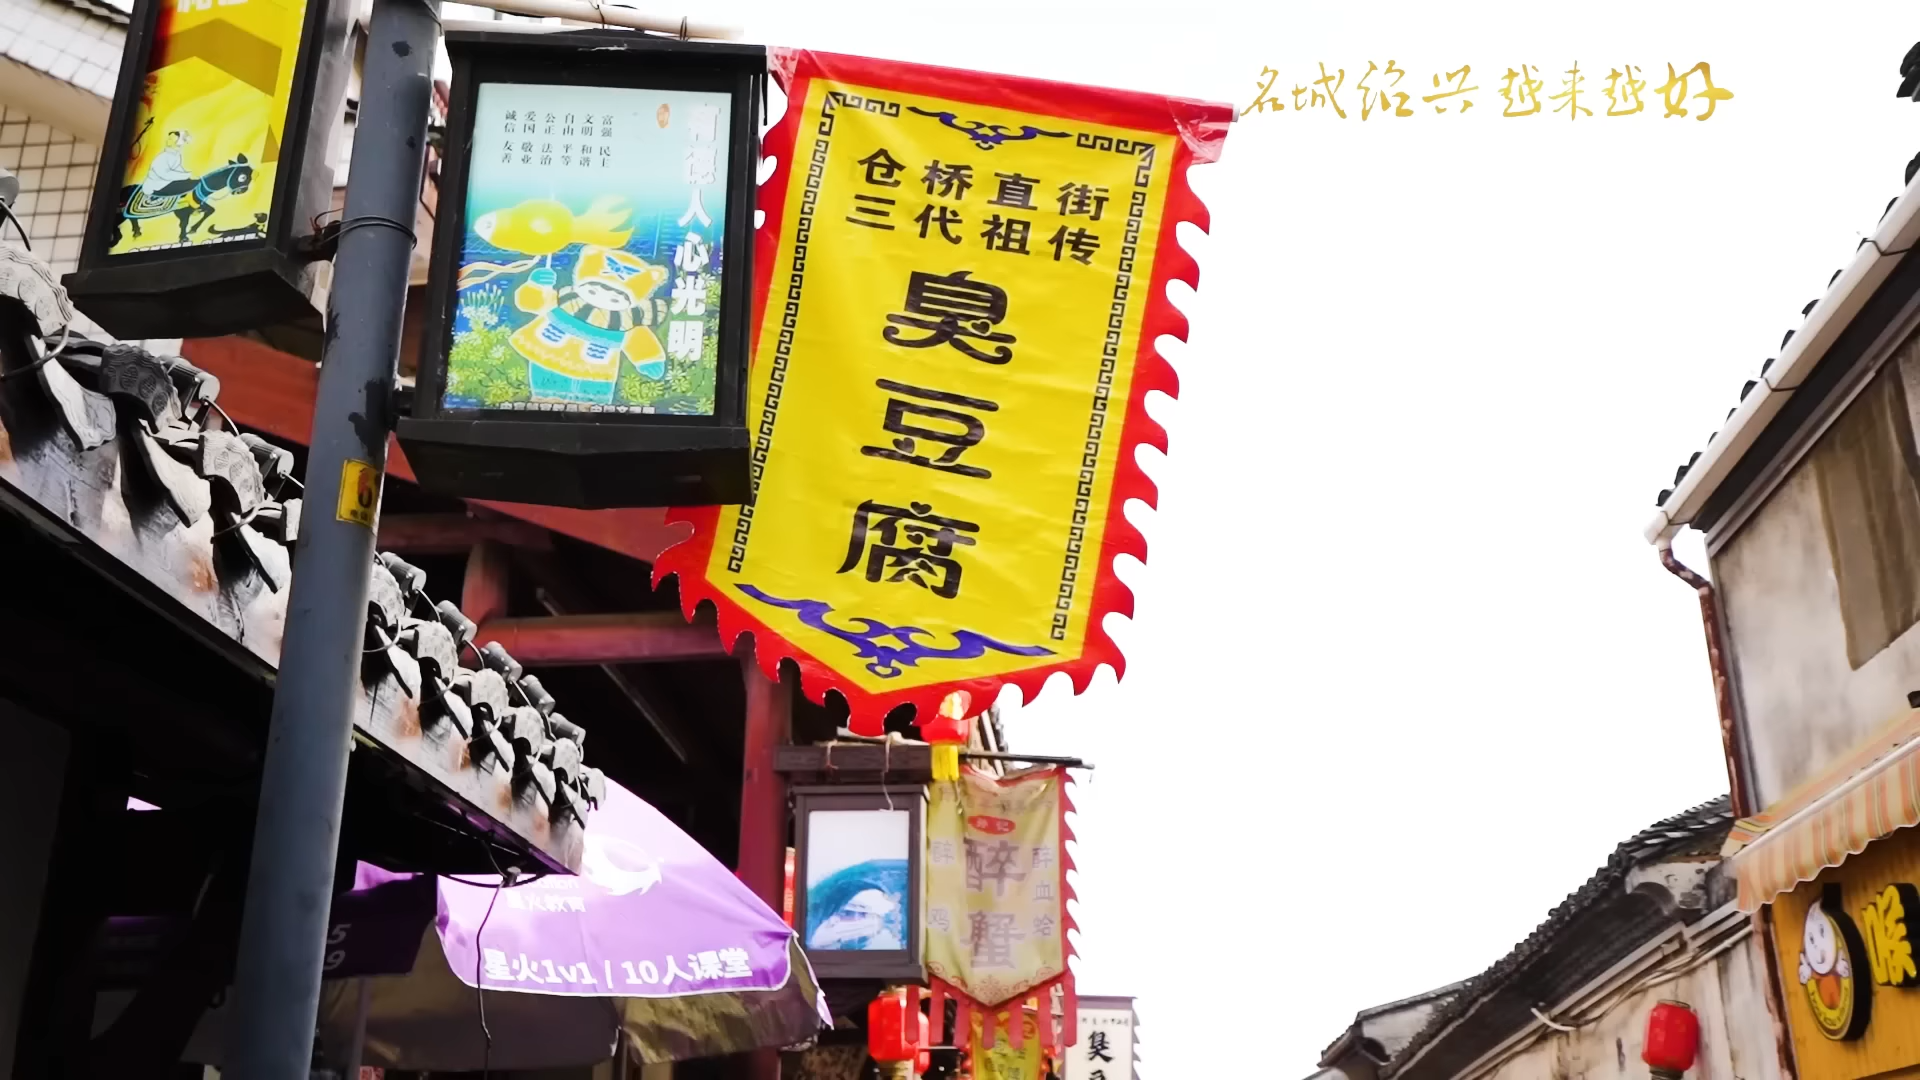 名城绍兴 越来越好
仓桥直街
三代祖传
臭豆腐
富强 民主
文明 和谐
自由 平等
公正 法治
爱国 敬业
诚信 友善
人心光明
星火教育
星火1v1 | 10人课堂
醉蟹
醉血蛤
醉鸡
臭